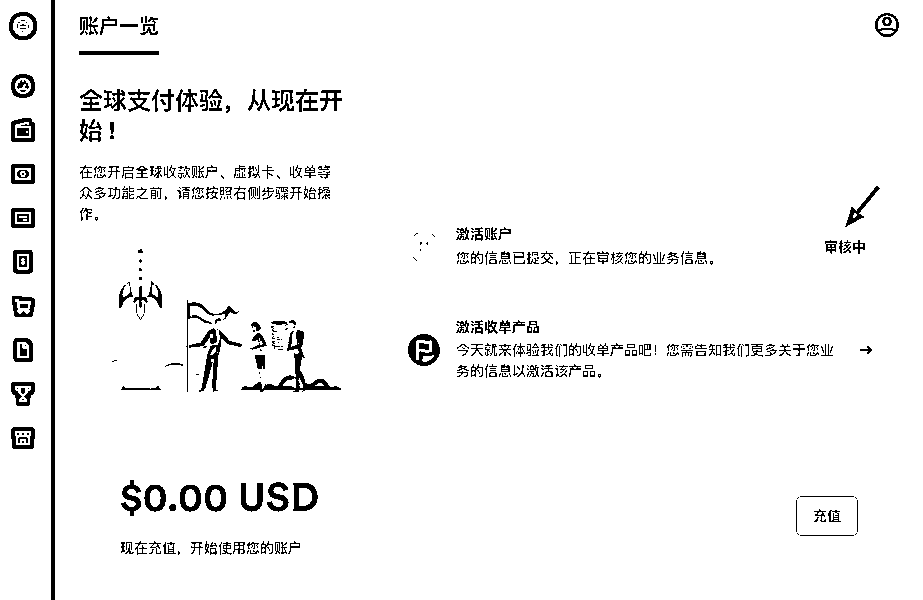 账户一览
全球支付体验，从现在开
始！
在您开启全球收款账户、虚拟卡、收单等
众多功能之前，请您按照右侧步骤开始操
作。
激活账户
您的信息已提交，正在审核您的业务信息。
审核中
激活收单产品
今天就来体验我们的收单产品吧！您需告知我们更多关于您业
务的信息以激活该产品。
$0.00 USD
现在充值，开始使用您的账户
充值